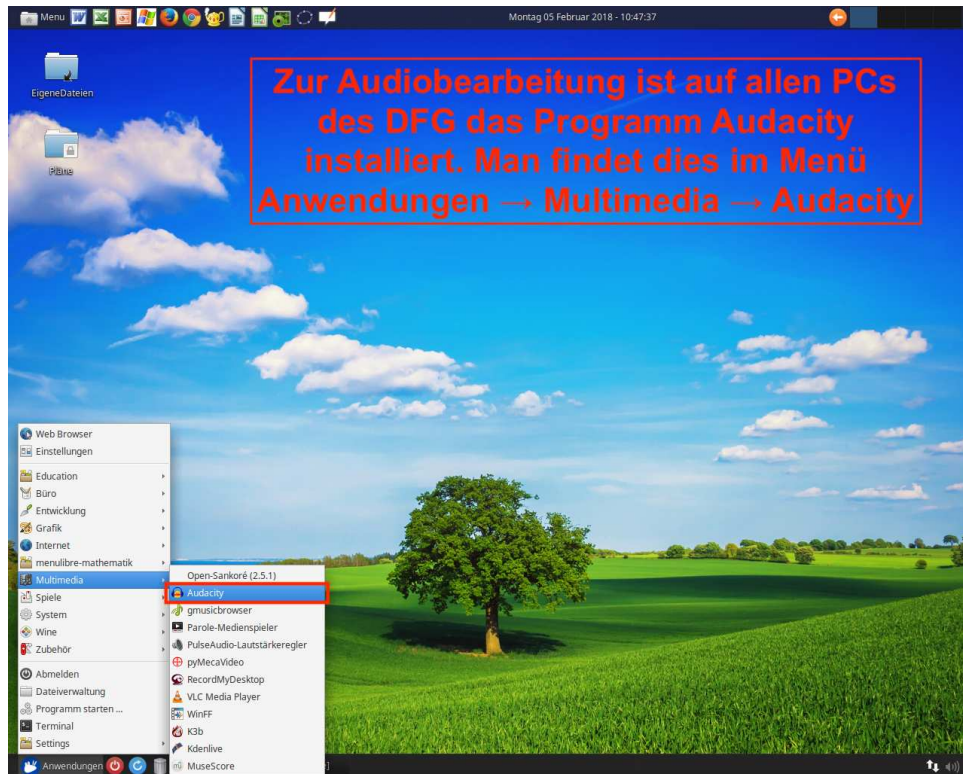 Menu
Montag 05 Februar 2018 - 10:47:37
EigeneDateien
Pläne
Zur Audiobearbeitung ist auf allen PCs
des DFG das Programm Audacity
installiert. Man findet dies im Menü
Anwendungen → Multimedia → Audacity
Web Browser
Einstellungen
Education
Büro
Entwicklung
Grafik
Internet
menulibre-mathematik
Multimedia
Spiele
System
Wine
Zubehör
Abmelden
Dateiverwaltung
Programm starten ...
Terminal
Settings
Open-Sankoré (2.5.1)
Audacity
gmusicbrowser
Parole-Medienspieler
PulseAudio-Lautstärkeregler
pyMecaVideo
RecordMyDesktop
VLC Media Player
WinFF
K3b
Kdenlive
MuseScore
Anwendungen